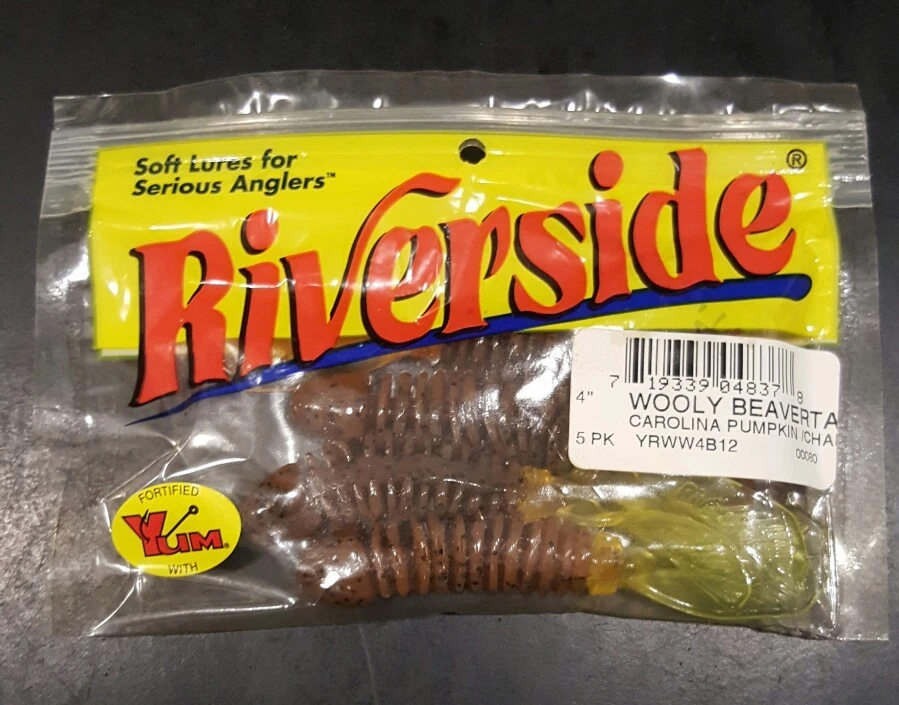 Soft Lures for
Serious Anglers™
Riverside®
7 19339 04837 8
4" WOOLY BEAVERTA
CAROLINA PUMPKIN /CHA
5 PK YRWW4B12
00080
FORTIFIED
YUM®
WITH